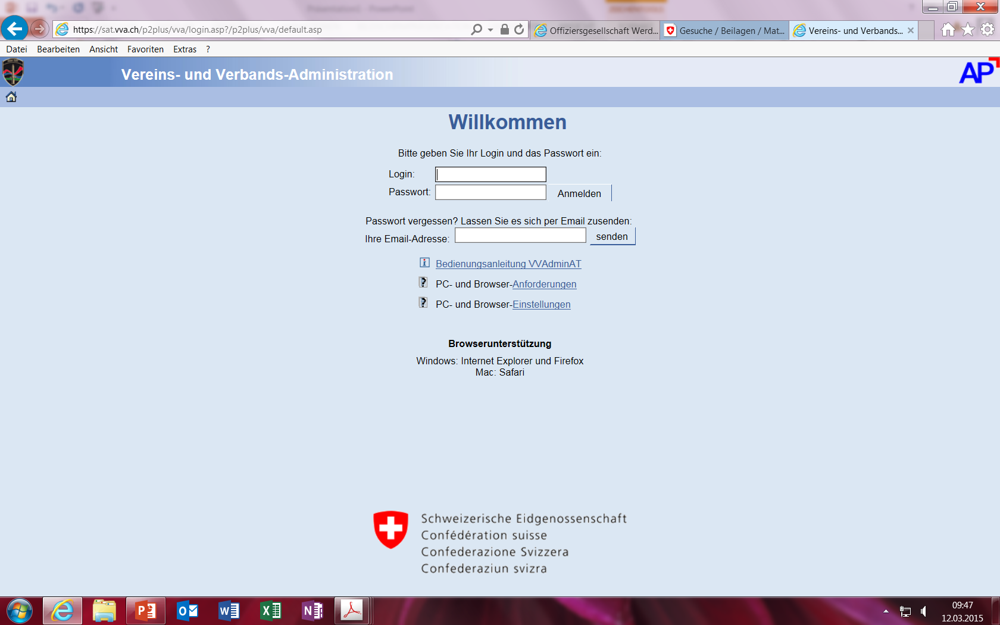 Präsentation1 - PowerPoint
https://sat.vva.ch/p2plus/vva/login.asp?/p2plus/vva/default.asp
Offiziersgesellschaft Werd...
Gesuche / Beilagen / Mat...
Vereins- und Verbands...
Datei Bearbeiten Ansicht Favoriten Extras ?
Vereins- und Verbands-Administration
AP
Willkommen
Bitte geben Sie Ihr Login und das Passwort ein:
Login:
Passwort: Anmelden
Passwort vergessen? Lassen Sie es sich per Email zusenden:
Ihre Email-Adresse: senden
Bedienungsanleitung VVAdminAT
PC- und Browser-Anforderungen
PC- und Browser-Einstellungen
Browserunterstützung
Windows: Internet Explorer und Firefox
Mac: Safari
Schweizerische Eidgenossenschaft
Confédération suisse
Confederazione Svizzera
Confederaziun svizra
09:47
12.03.2015